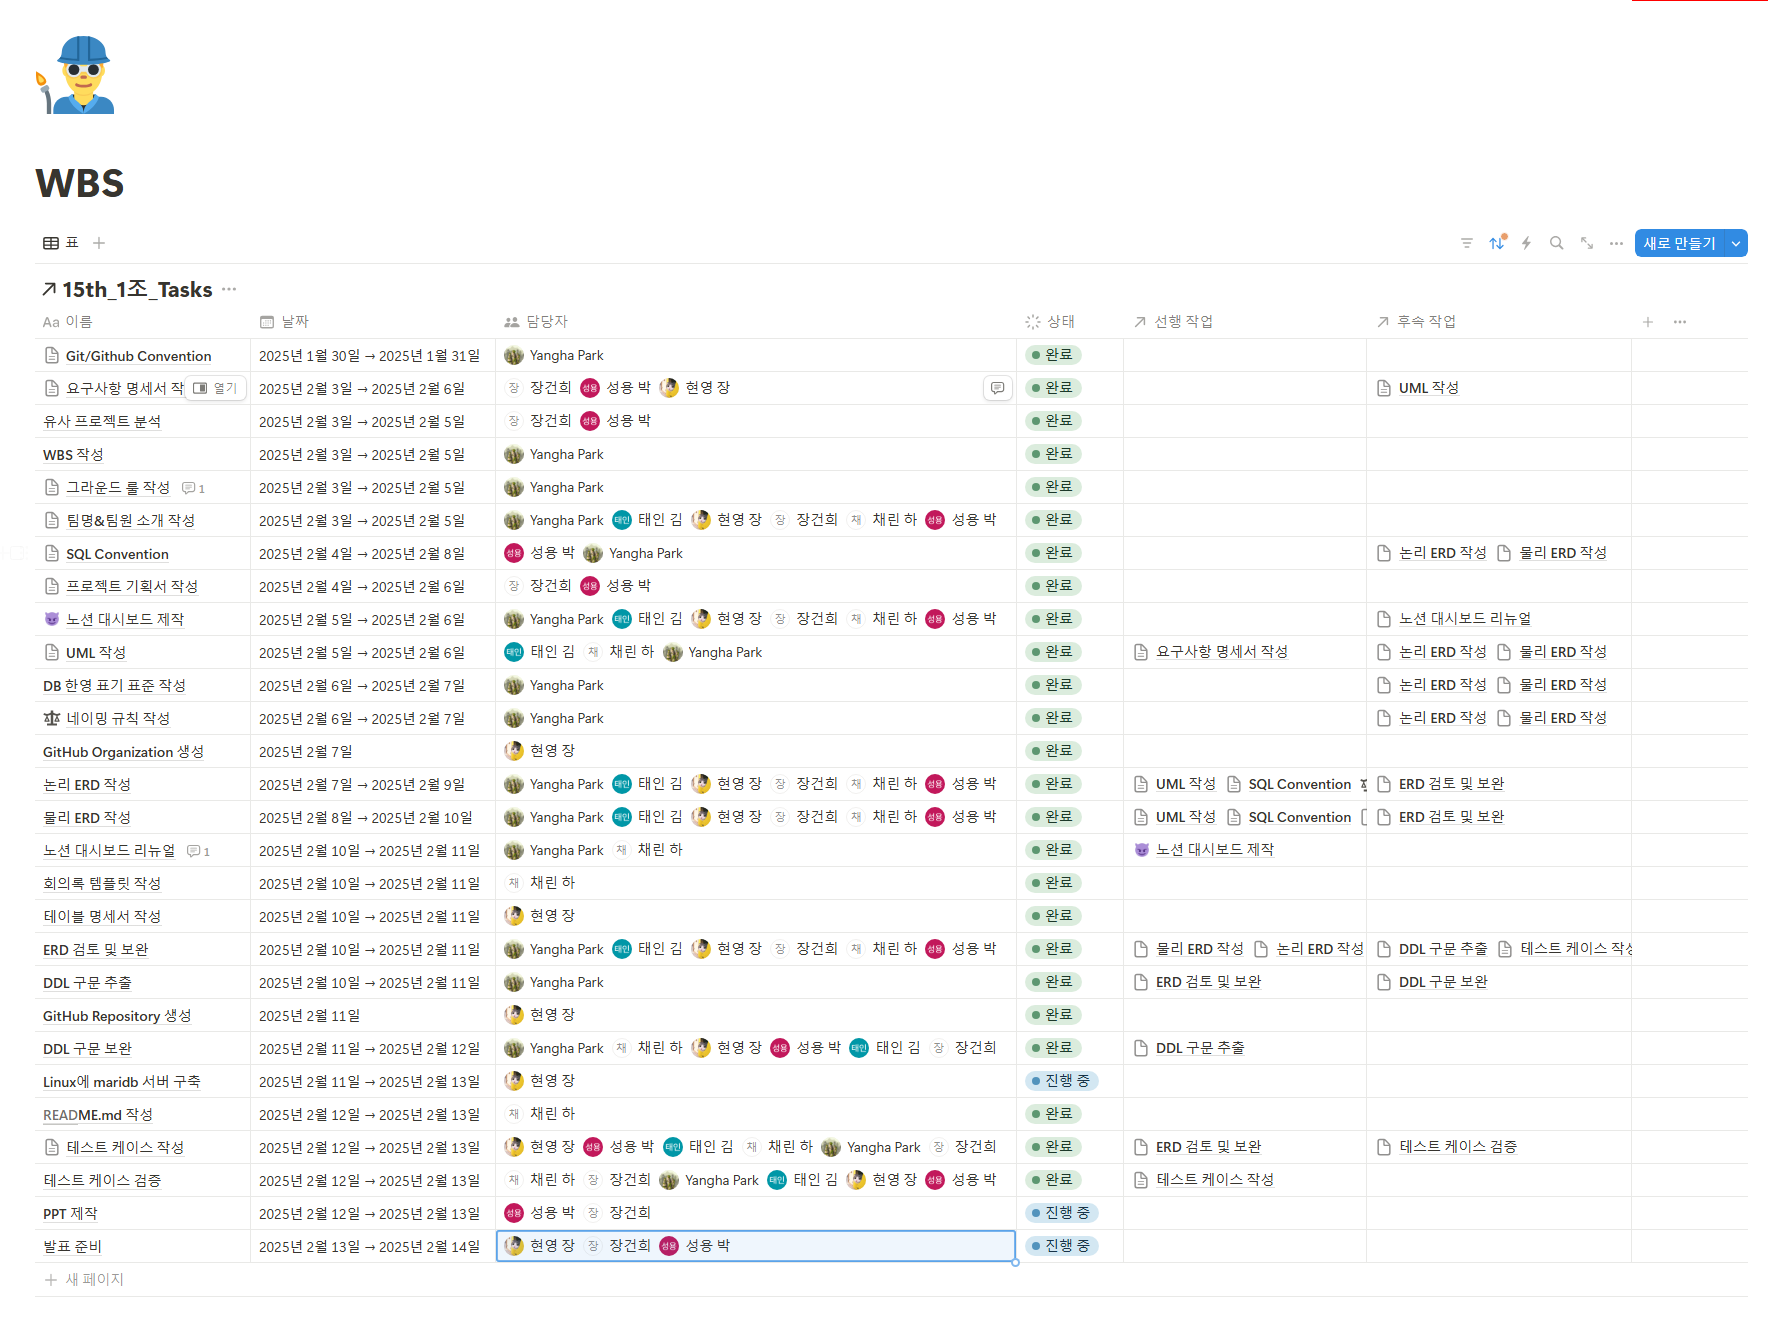 WBS
표
새로 만들기
15th_1조_Tasks
Aa 이름 날짜 담당자 상태 선행 작업 후속 작업
Git/Github Convention 2025년 1월 30일 → 2025년 1월 31일 Yangha Park 완료
요구사항 명세서 작 열기 2025년 2월 3일 → 2025년 2월 6일 장 장건희 성용 성용 박 현영 장 완료 UML 작성
유사 프로젝트 분석 2025년 2월 3일 → 2025년 2월 5일 장 장건희 성용 성용 박 완료
WBS 작성 2025년 2월 3일 → 2025년 2월 5일 Yangha Park 완료
그라운드 룰 작성 1 2025년 2월 3일 → 2025년 2월 5일 Yangha Park 완료
팀명&팀원 소개 작성 2025년 2월 3일 → 2025년 2월 5일 Yangha Park 태인 태인 김 현영 장 장 장건희 채 채린 하 성용 성용 박 완료
SQL Convention 2025년 2월 4일 → 2025년 2월 8일 성용 성용 박 Yangha Park 완료 논리 ERD 작성 물리 ERD 작성
프로젝트 기획서 작성 2025년 2월 4일 → 2025년 2월 6일 장 장건희 성용 성용 박 완료
노션 대시보드 제작 2025년 2월 5일 → 2025년 2월 6일 Yangha Park 태인 태인 김 현영 장 장 장건희 채 채린 하 성용 성용 박 완료 노션 대시보드 리뉴얼
UML 작성 2025년 2월 5일 → 2025년 2월 6일 태인 태인 김 채 채린 하 Yangha Park 완료 요구사항 명세서 작성 논리 ERD 작성 물리 ERD 작성
DB 한영 표기 표준 작성 2025년 2월 6일 → 2025년 2월 7일 Yangha Park 완료 논리 ERD 작성 물리 ERD 작성
네이밍 규칙 작성 2025년 2월 6일 → 2025년 2월 7일 Yangha Park 완료 논리 ERD 작성 물리 ERD 작성
GitHub Organization 생성 2025년 2월 7일 현영 장 완료
논리 ERD 작성 2025년 2월 7일 → 2025년 2월 9일 Yangha Park 태인 태인 김 현영 장 장 장건희 채 채린 하 성용 성용 박 완료 UML 작성 SQL Convention ERD 검토 및 보완
물리 ERD 작성 2025년 2월 8일 → 2025년 2월 10일 Yangha Park 태인 태인 김 현영 장 장 장건희 채 채린 하 성용 성용 박 완료 UML 작성 SQL Convention ERD 검토 및 보완
노션 대시보드 리뉴얼 1 2025년 2월 10일 → 2025년 2월 11일 Yangha Park 채 채린 하 완료 노션 대시보드 제작
회의록 템플릿 작성 2025년 2월 10일 → 2025년 2월 11일 채 채린 하 완료
테이블 명세서 작성 2025년 2월 10일 → 2025년 2월 11일 현영 장 완료
ERD 검토 및 보완 2025년 2월 10일 → 2025년 2월 11일 Yangha Park 태인 태인 김 현영 장 장 장건희 채 채린 하 성용 성용 박 완료 물리 ERD 작성 논리 ERD 작성 DDL 구문 추출 테스트 케이스 작성
DDL 구문 추출 2025년 2월 10일 → 2025년 2월 11일 Yangha Park 완료 ERD 검토 및 보완 DDL 구문 보완
GitHub Repository 생성 2025년 2월 11일 현영 장 완료
DDL 구문 보완 2025년 2월 11일 → 2025년 2월 12일 Yangha Park 채 채린 하 현영 장 성용 성용 박 태인 태인 김 장 장건희 완료 DDL 구문 추출
Linux에 maridb 서버 구축 2025년 2월 11일 → 2025년 2월 13일 현영 장 진행 중
README.md 작성 2025년 2월 12일 → 2025년 2월 13일 채 채린 하 완료
테스트 케이스 작성 2025년 2월 12일 → 2025년 2월 13일 현영 장 성용 성용 박 태인 태인 김 채 채린 하 Yangha Park 장 장건희 완료 ERD 검토 및 보완 테스트 케이스 검증
테스트 케이스 검증 2025년 2월 12일 → 2025년 2월 13일 채 채린 하 장 장건희 Yangha Park 태인 태인 김 현영 장 성용 성용 박 완료 테스트 케이스 작성
PPT 제작 2025년 2월 12일 → 2025년 2월 13일 성용 성용 박 장 장건희 진행 중
발표 준비 2025년 2월 13일 → 2025년 2월 14일 현영 장 장 장건희 성용 성용 박 진행 중
새 페이지